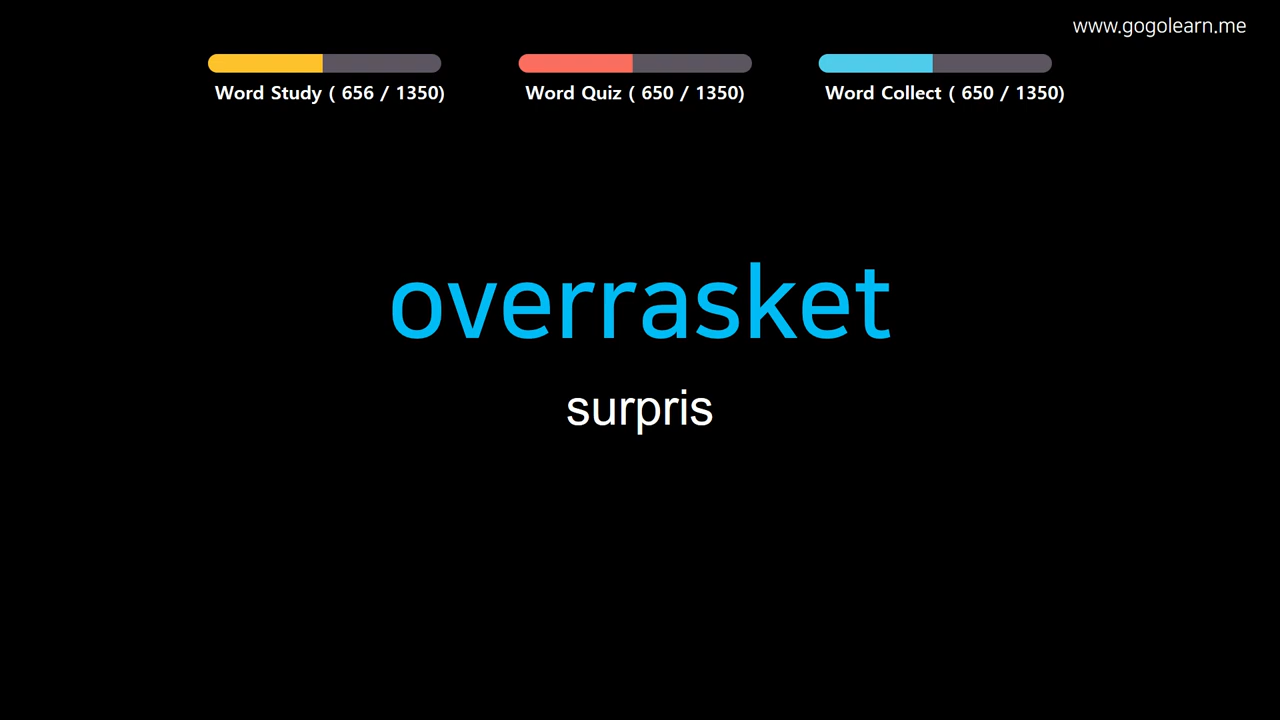 www.gogolearn.me
Word Study ( 656 / 1350)
Word Quiz ( 650 / 1350)
Word Collect ( 650 / 1350)
overrasket
surpris